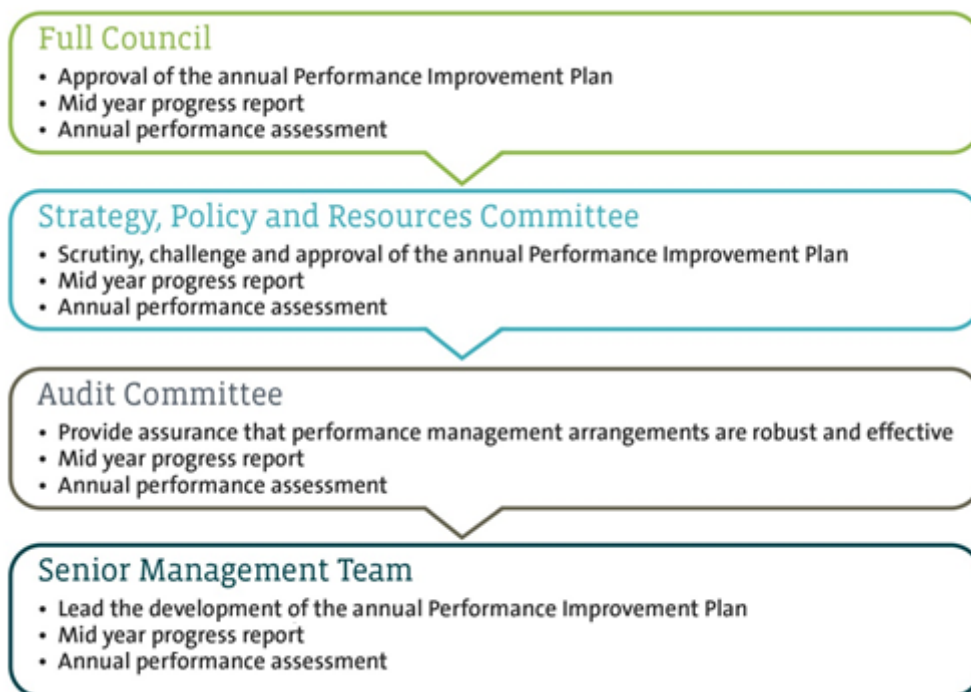 Full Council
• Approval of the annual Performance Improvement Plan
• Mid year progress report
• Annual performance assessment
Strategy, Policy and Resources Committee
• Scrutiny, challenge and approval of the annual Performance Improvement Plan
• Mid year progress report
• Annual performance assessment
Audit Committee
• Provide assurance that performance management arrangements are robust and effective
• Mid year progress report
• Annual performance assessment
Senior Management Team
• Lead the development of the annual Performance Improvement Plan
• Mid year progress report
• Annual performance assessment